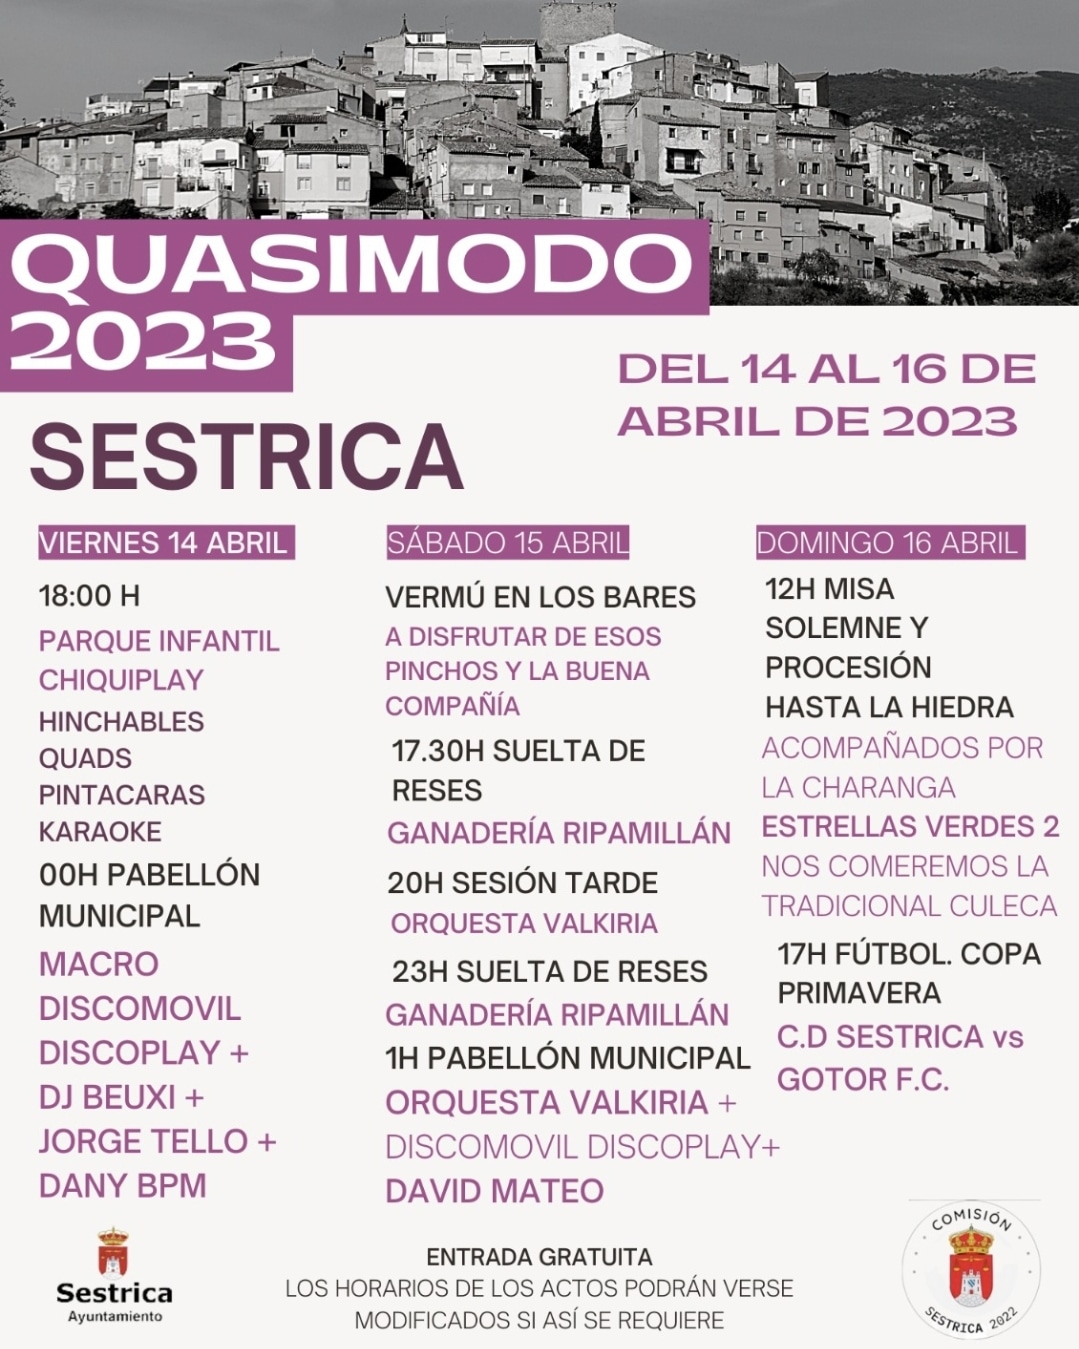 QUASIMODO
2023
DEL 14 AL 16 DE
ABRIL DE 2023
SESTRICA
VIERNES 14 ABRIL
18:00 H
PARQUE INFANTIL
CHIQUIPLAY
HINCHABLES
QUADS
PINTACARAS
KARAOKE
00H PABELLÓN
MUNICIPAL
MACRO
DISCOMOVIL
DISCOPLAY +
DJ BEUXI +
JORGE TELLO +
DANY BPM
SÁBADO 15 ABRIL
VERMÚ EN LOS BARES
A DISFRUTAR DE ESOS
PINCHOS Y LA BUENA
COMPAÑÍA
17.30H SUELTA DE
RESES
GANADERÍA RIPAMILLÁN
20H SESIÓN TARDE
ORQUESTA VALKIRIA
23H SUELTA DE RESES
GANADERÍA RIPAMILLÁN
1H PABELLÓN MUNICIPAL
ORQUESTA VALKIRIA +
DISCOMOVIL DISCOPLAY+
DAVID MATEO
DOMINGO 16 ABRIL
12H MISA
SOLEMNE Y
PROCESIÓN
HASTA LA HIEDRA
ACOMPAÑADOS POR
LA CHARANGA
ESTRELLAS VERDES 2
NOS COMEREMOS LA
TRADICIONAL CULECA
17H FÚTBOL. COPA
PRIMAVERA
C.D SESTRICA vs
GOTOR F.C.
Sestrica
Ayuntamiento
ENTRADA GRATUITA
LOS HORARIOS DE LOS ACTOS PODRÁN VERSE
MODIFICADOS SI ASÍ SE REQUIERE
COMISIÓN
SESTRICA 2022